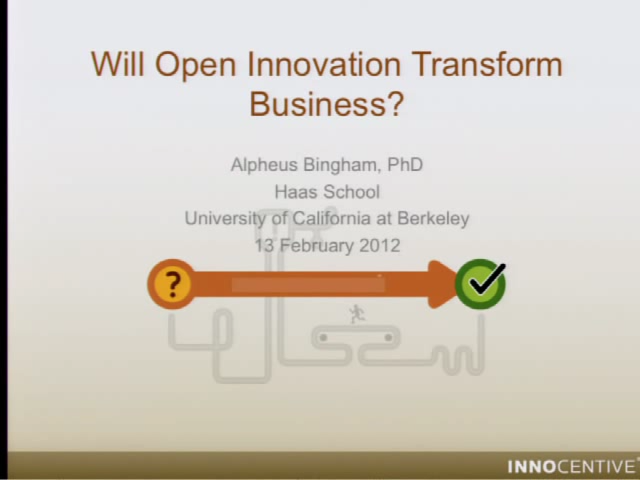 Will Open Innovation Transform
Business?
Alpheus Bingham, PhD
Haas School
University of California at Berkeley
13 February 2012
?
INNOCENTIVE